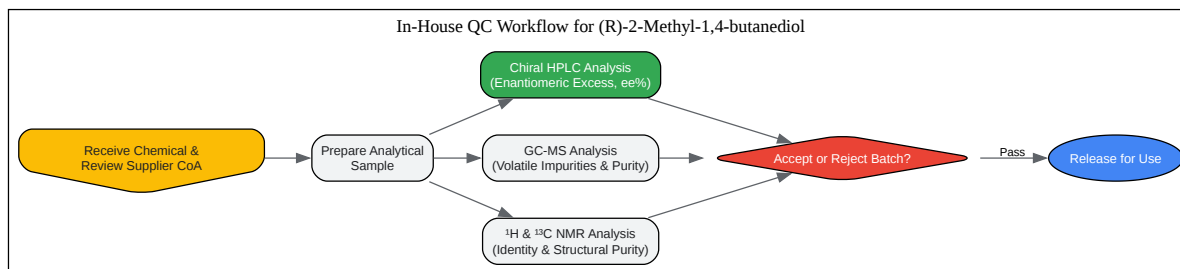 In-House QC Workflow for (R)-2-Methyl-1,4-butanediol
Receive Chemical &
Review Supplier CoA
Prepare Analytical
Sample
Chiral HPLC Analysis
(Enantiomeric Excess, ee%)
GC-MS Analysis
(Volatile Impurities & Purity)
¹H & ¹³C NMR Analysis
(Identity & Structural Purity)
Accept or Reject Batch?
Pass
Release for Use